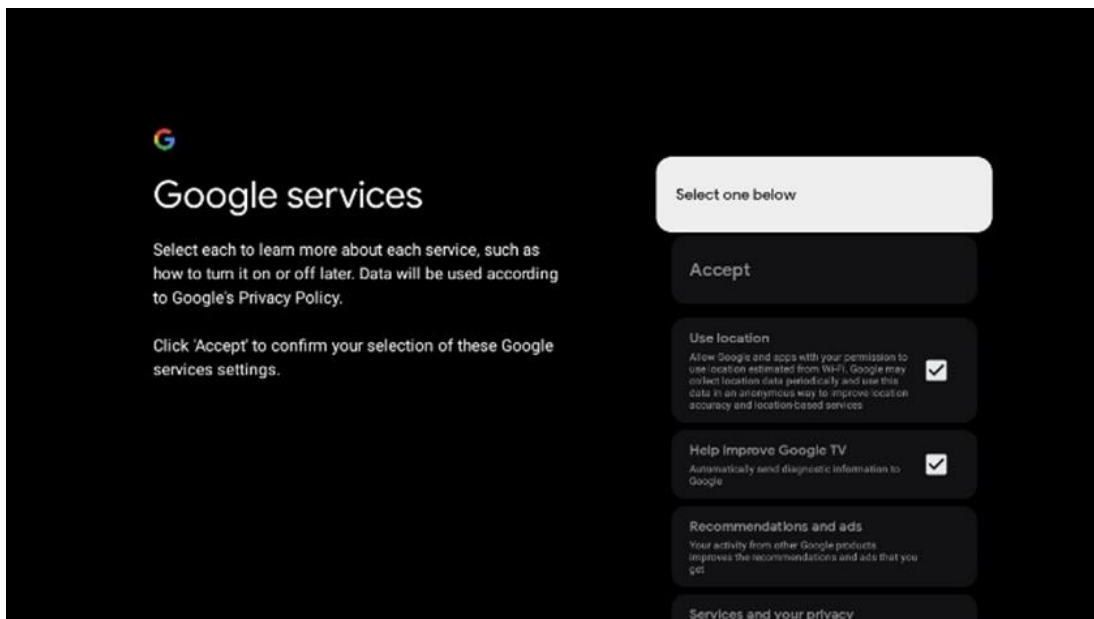 Google services
Select each to learn more about each service, such as
how to turn it on or off later. Data will be used according
to Google's Privacy Policy.
Click 'Accept' to confirm your selection of these Google
services settings.
Select one below
Accept
Use location
Allow Google and apps with your permission to
use location estimated from Wi-Fi. Google may
collect location data periodically and use this
data in an anonymous way to improve location
accuracy and location-based services
Help improve Google TV
Automatically send diagnostic information to
Google
Recommendations and ads
Your activity from other Google products
improves the recommendations and ads that you
get
Services and your privacy